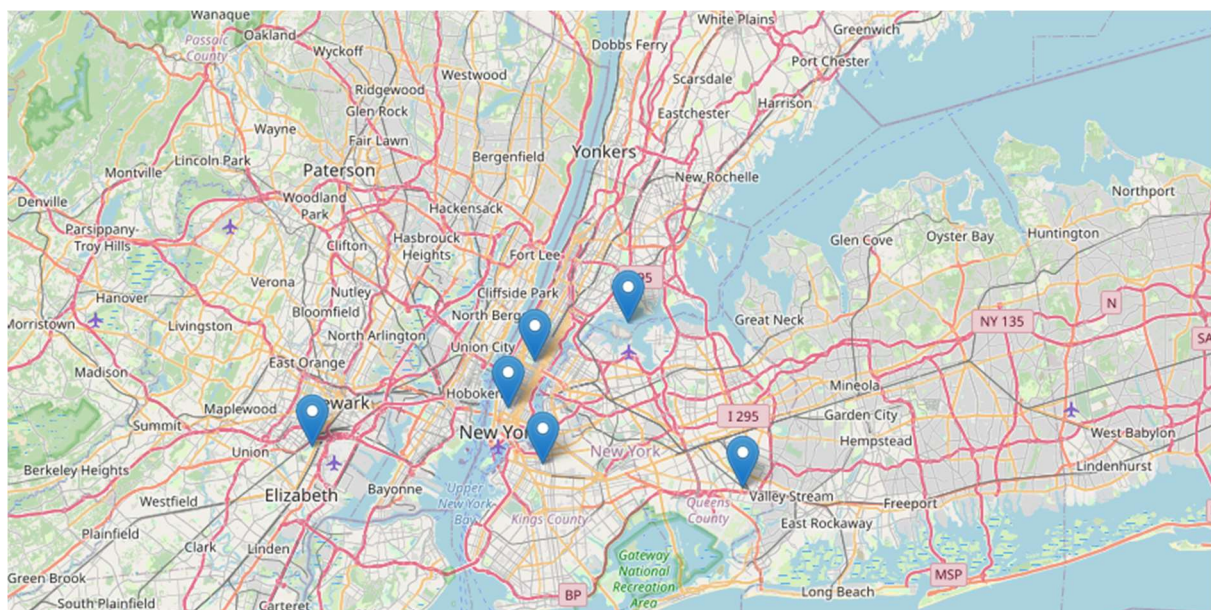 Wanaque
Oakland
White Plains
Greenwich
Passaic
County
Wyckoff
Dobbs Ferry
Port Chester
Westwood
Scarsdale
Ridgewood
Glen Rock
Harrison
Eastchester
Wayne
Fair Lawn
Lincoln Park
Bergenfield
Yonkers
Paterson
Montville
New Rochelle
Northport
Denville
Woodland
Park
Hackensack
Parsippany-
Troy Hills
Clifton
Hasbrouck
Heights
Fort Lee
Glen Cove
Oyster Bay
Huntington
Verona
Nutley
Cliffside Park
95
Hanover
Bloomfield
North Berge
N
Morristown
Livingston
North Arlington
Union City
Great Neck
NY 135
SA
East Orange
Madison
Hoboken
Mineola
Maplewood
ewark
I 295
Garden City
Summit
New Yor
West Babylon
Union
New York
Hempstead
Berkeley Heights
Lindenhurst
Westfield
Elizabeth
Bayonne
Upper
New York
Bay
Queens
County
Valley Stream
Freeport
Plainfield
Kings County
East Rockaway
Clark
Linden
Gateway
National
Recreation
Area
Green Brook
MSP
South Plainfield
Carteret
BP
Long Beach